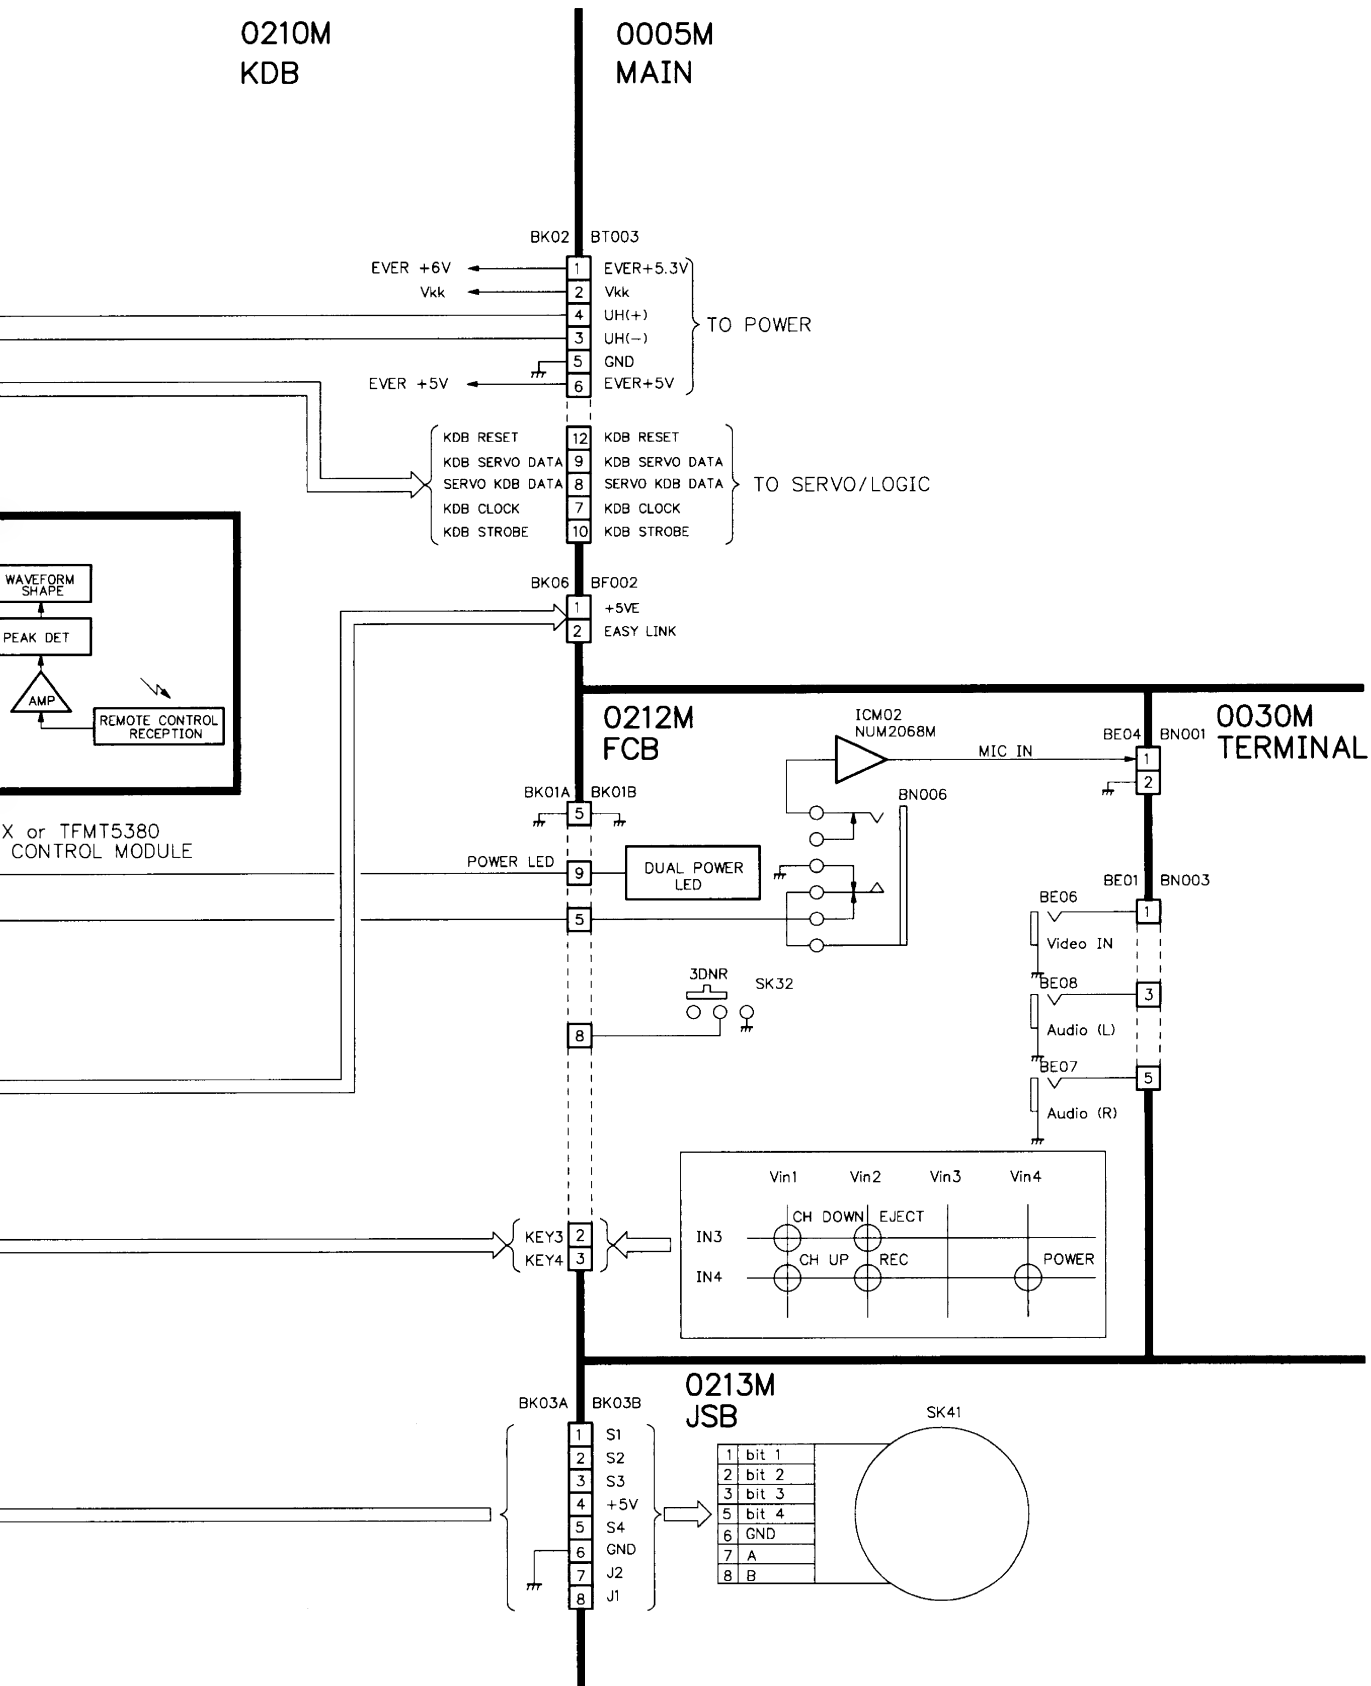 0210M
KDB
0005M
MAIN
BK02 BT003
EVER +6V 1 EVER+5.3V
Vkk 2 Vkk
4 UH(+)
TO POWER
3 UH(−)
5 GND
EVER +5V 6 EVER+5V
KDB RESET 12 KDB RESET
KDB SERVO DATA 9 KDB SERVO DATA
SERVO KDB DATA 8 SERVO KDB DATA
TO SERVO/LOGIC
KDB CLOCK 7 KDB CLOCK
KDB STROBE 10 KDB STROBE
WAVEFORM
SHAPE
PEAK DET
AMP
REMOTE CONTROL
RECEPTION
X or TFMT5380
CONTROL MODULE
BK06 BF002
1 +5VE
2 EASY LINK
0212M
FCB
ICM02
NUM2068M
MIC IN
BE04 BN001
1
2
0030M
TERMINAL
BK01A BK01B
5
BN006
POWER LED 9
DUAL POWER
LED
5
3DNR
SK32
8
BE01 BN003
BE06
1
Video IN
BE08
3
Audio (L)
BE07
5
Audio (R)
Vin1 Vin2 Vin3 Vin4
CH DOWN EJECT
IN3
CH UP REC POWER
IN4
KEY3 2
KEY4 3
0213M
JSB
BK03A BK03B
1 S1
2 S2
3 S3
4 +5V
5 S4
6 GND
7 J2
8 J1
SK41
1 bit 1
2 bit 2
3 bit 3
5 bit 4
6 GND
7 A
8 B